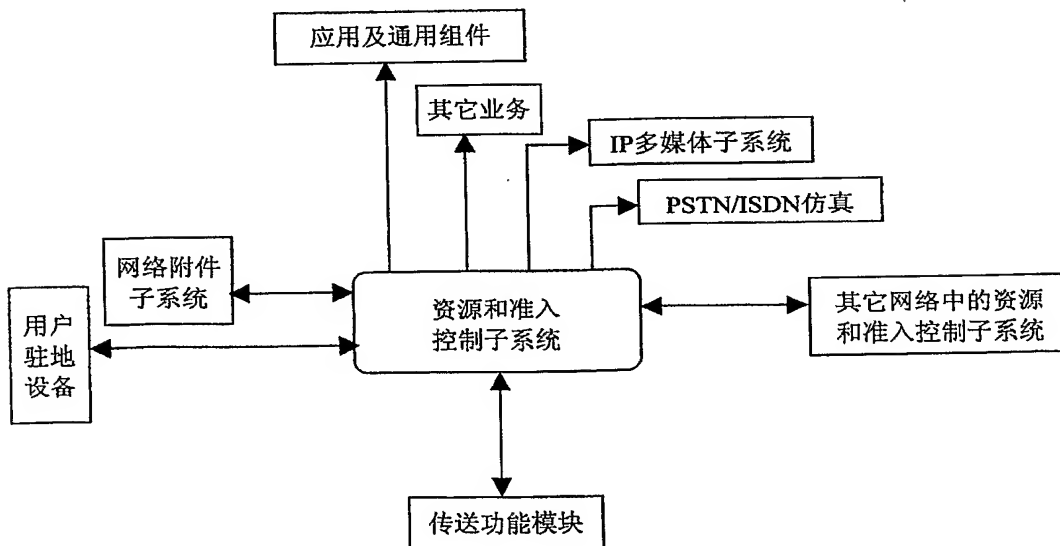 应用及通用组件
其它业务
IP多媒体子系统
PSTN/ISDN仿真
网络附件
子系统
用户
驻地
设备
资源和准入
控制子系统
其它网络中的资源
和准入控制子系统
传送功能模块